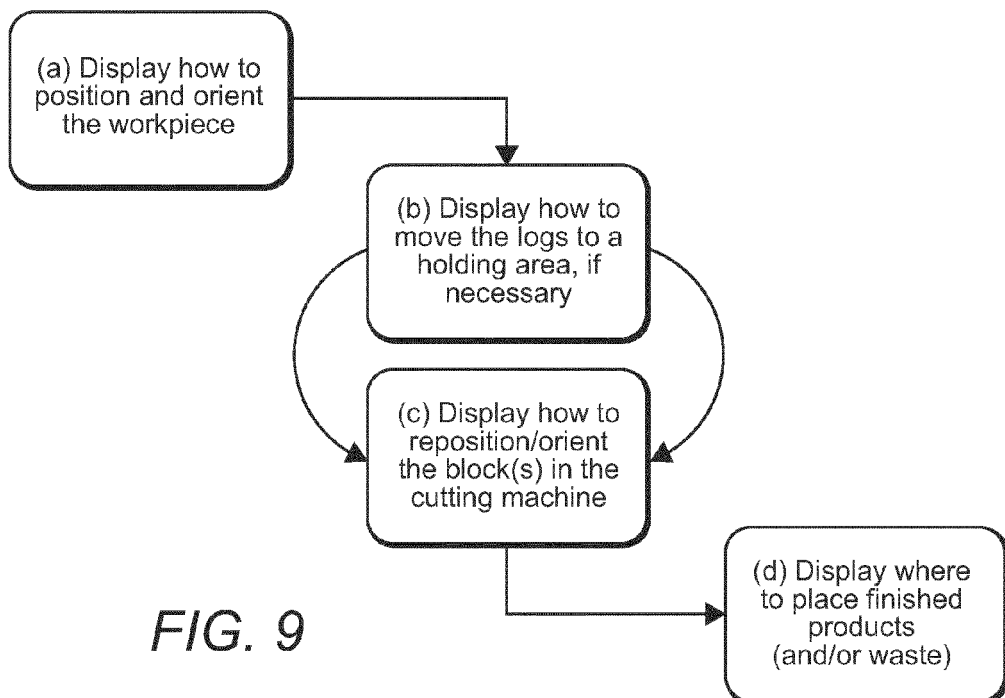 (a) Display how to
position and orient
the workpiece
(b) Display how to
move the logs to a
holding area, if
necessary
(c) Display how to
reposition/orient
the block(s) in the
cutting machine
(d) Display where
to place finished
products
(and/or waste)
FIG. 9